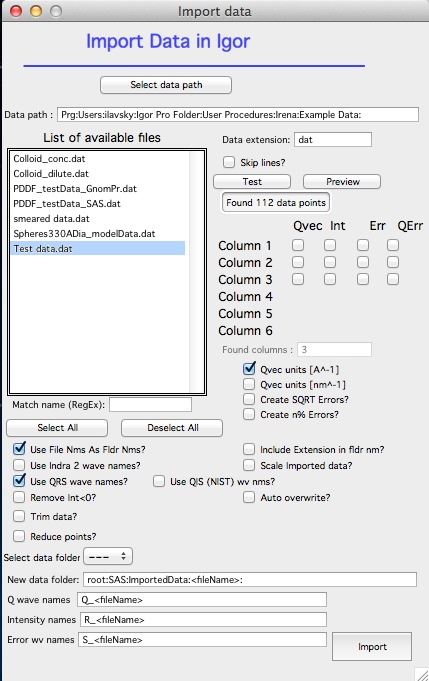 Import data
Import Data in Igor
Select data path
Data path : Prg:Users:ilavsky:Igor Pro Folder:User Procedures:Irena:Example Data:
List of available files
Data extension: dat
Colloid_conc.dat
Colloid_dilute.dat
PDDF_testData_GnomPr.dat
PDDF_testData_SAS.dat
smeared data.dat
Spheres330ADia_modelData.dat
Test data.dat
Skip lines?
Test Preview
Found 112 data points
Qvec Int Err QErr
Column 1
Column 2
Column 3
Column 4
Column 5
Column 6
Found columns : 3
Qvec units [A^-1]
Qvec units [nm^-1]
Create SQRT Errors?
Create n% Errors?
Match name (RegEx):
Select All Deselect All
Use File Nms As Fldr Nms? Include Extension in fldr nm?
Use Indra 2 wave names? Scale Imported data?
Use QRS wave names? Use QIS (NIST) wv nms?
Remove Int<0? Auto overwrite?
Trim data?
Reduce points?
Select data folder ---
New data folder: root:SAS:ImportedData:<fileName>:
Q wave names Q_<fileName>
Intensity names R_<fileName>
Error wv names S_<fileName>
Import